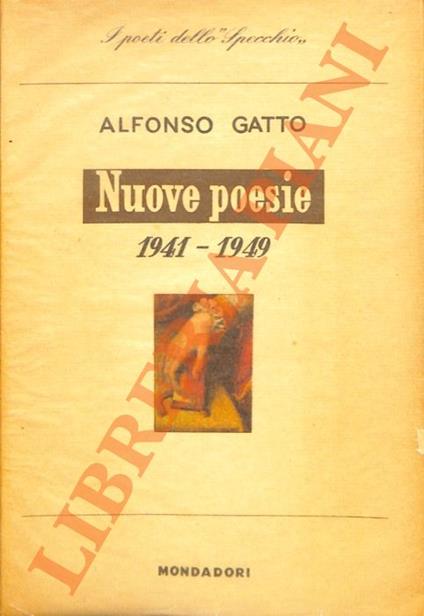 I poeti dello "Specchio„
ALFONSO GATTO
Nuove poesie
1941 - 1949
MONDADORI
LIBRERIA PIANI